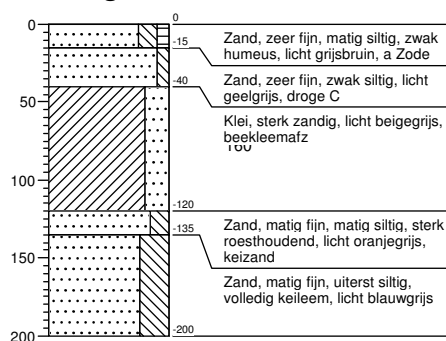 0
0
-15
Zand, zeer fijn, matig siltig, zwak
humeus, licht grijsbruin, a Zode
-40
Zand, zeer fijn, zwak siltig, licht
geelgrijs, droge C
50
Klei, sterk zandig, licht beigegrijs,
beekleemafz
160
100
-120
-135
Zand, matig fijn, matig siltig, sterk
roesthoudend, licht oranjegrijs,
keizand
150
Zand, matig fijn, uiterst siltig,
volledig keileem, licht blauwgrijs
200
-200